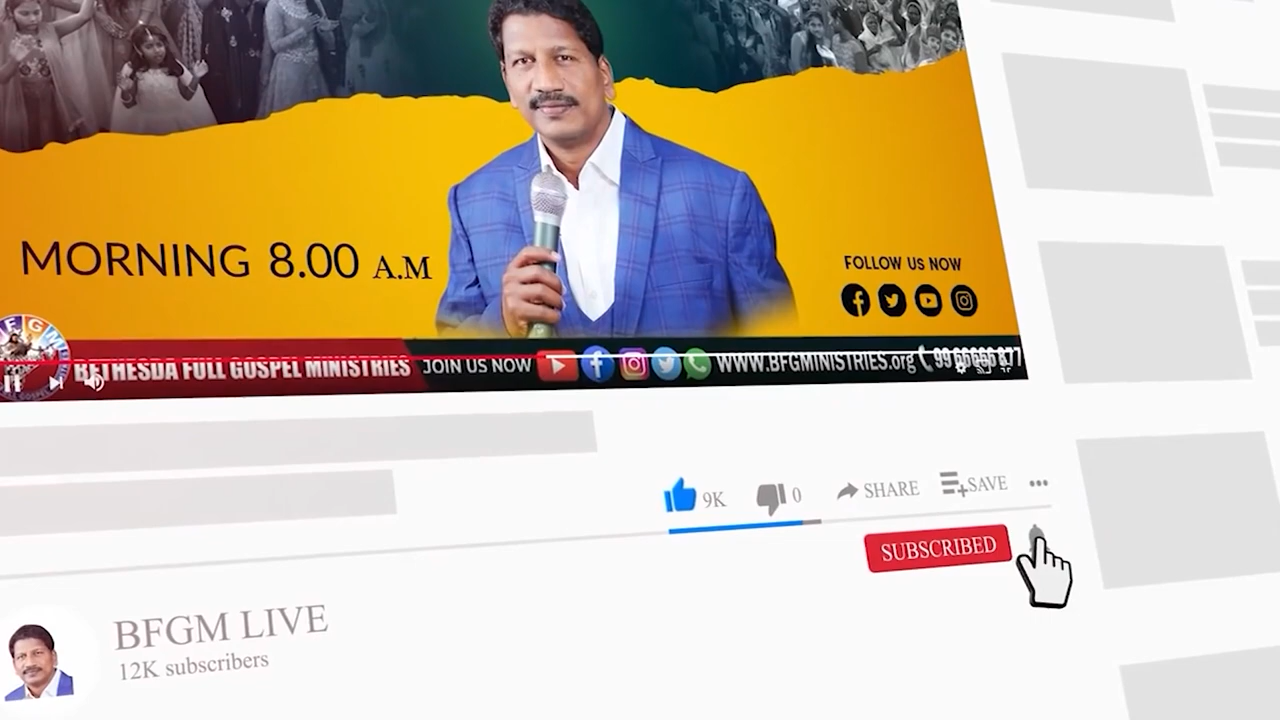 MORNING 8.00 A.M
FOLLOW US NOW
BETHESDA FULL GOSPEL MINISTRIES JOIN US NOW WWW.BFGMINISTRIES.org
9K 0 SHARE SAVE
SUBSCRIBED
BFGM LIVE
12K subscribers